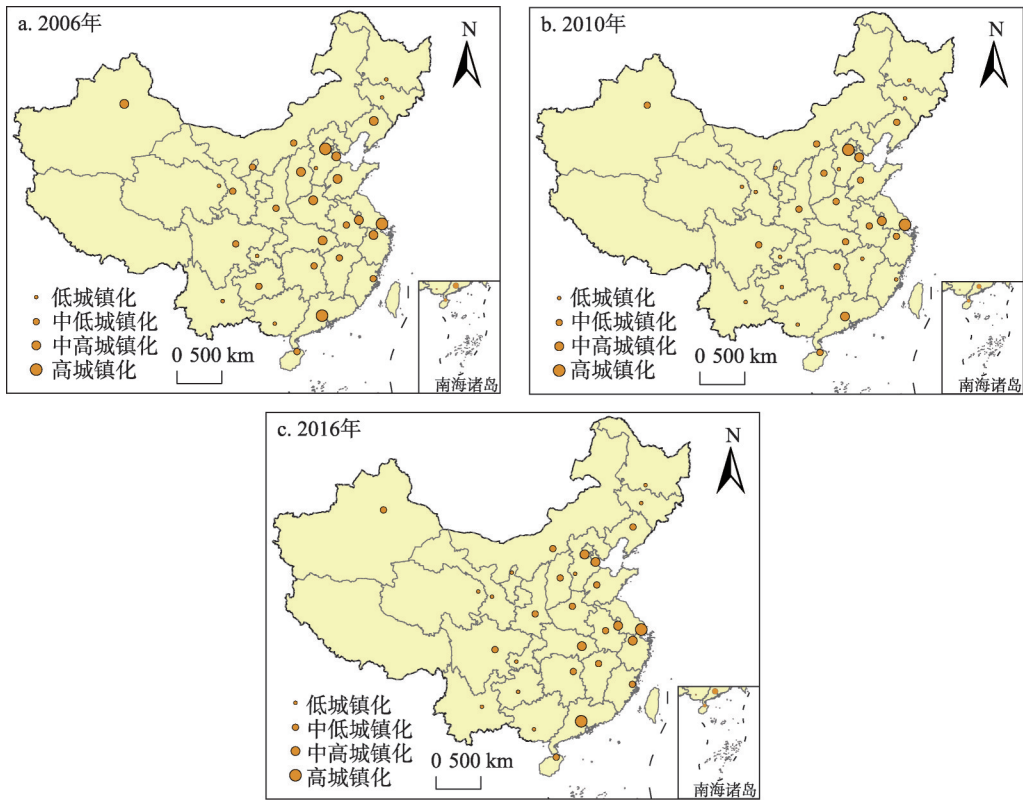 a. 2006年
N
低城镇化
中低城镇化
中高城镇化
高城镇化
0 500 km
南海诸岛
b. 2010年
N
低城镇化
中低城镇化
中高城镇化
高城镇化
0 500 km
南海诸岛
c. 2016年
N
低城镇化
中低城镇化
中高城镇化
高城镇化
0 500 km
南海诸岛